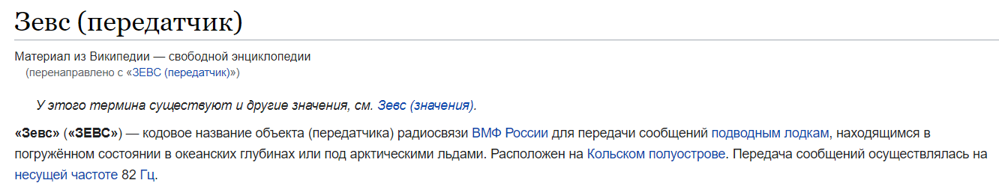 Зевс (передатчик)
Материал из Википедии — свободной энциклопедии
(перенаправлено с «ЗЕВС (передатчик)»)
У этого термина существуют и другие значения, см. Зевс (значения).
«Зевс» («ЗЕВС») — кодовое название объекта (передатчика) радиосвязи ВМФ России для передачи сообщений подводным лодкам, находящимся в
погружённом состоянии в океанских глубинах или под арктическими льдами. Расположен на Кольском полуострове. Передача сообщений осуществлялась на
несущей частоте 82 Гц.